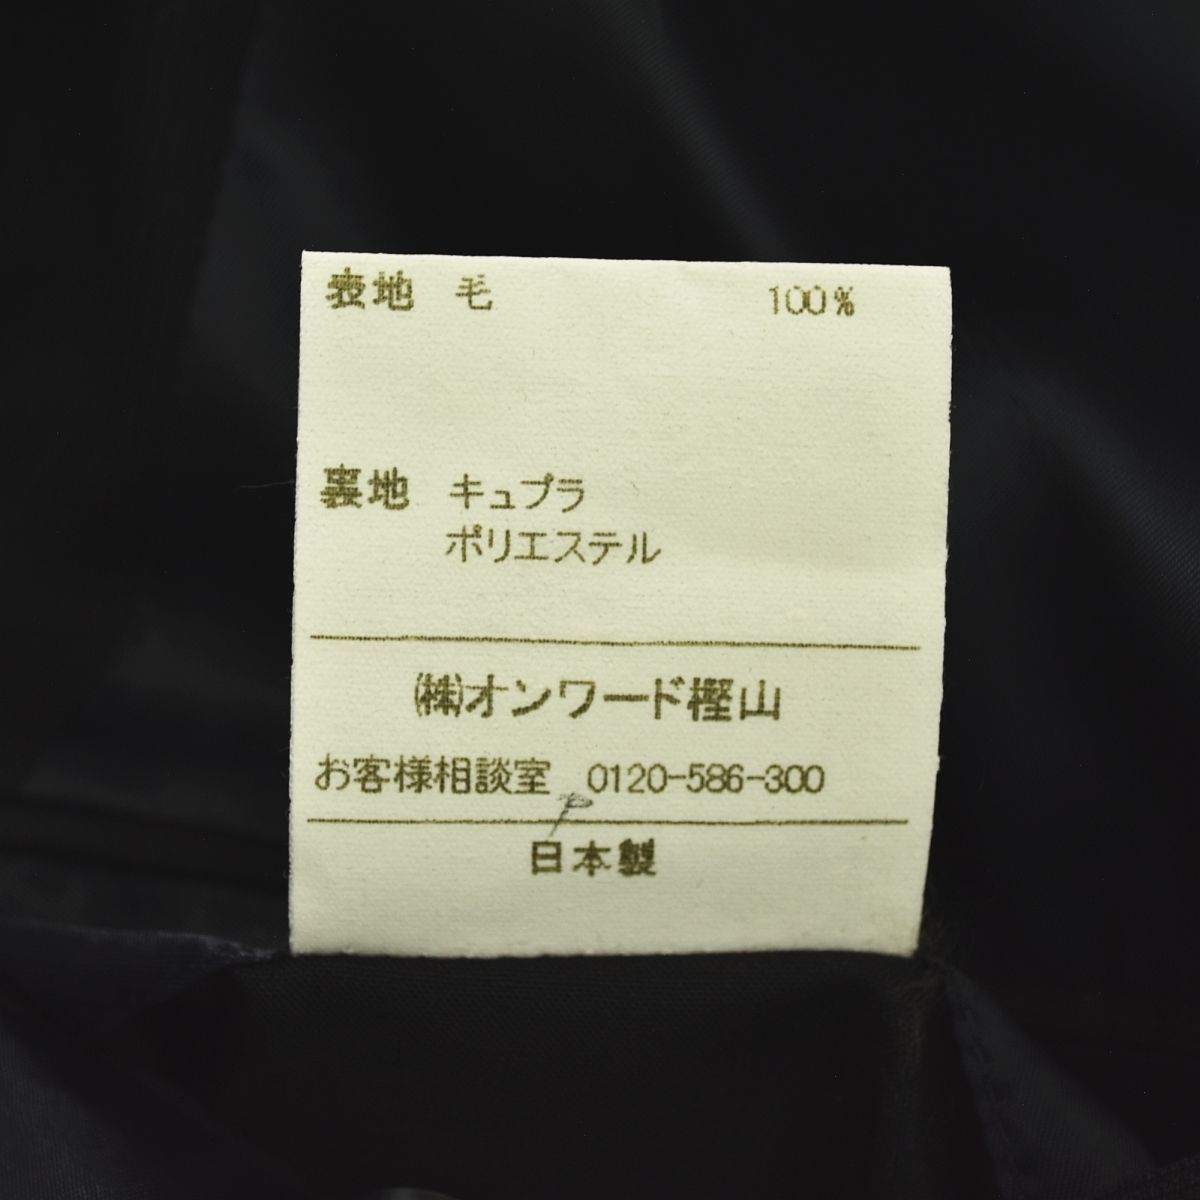 表地 毛 100%
裏地 キュプラ
ポリエステル
㈱オンワード樫山
お客様相談室 0120-586-300
日本製